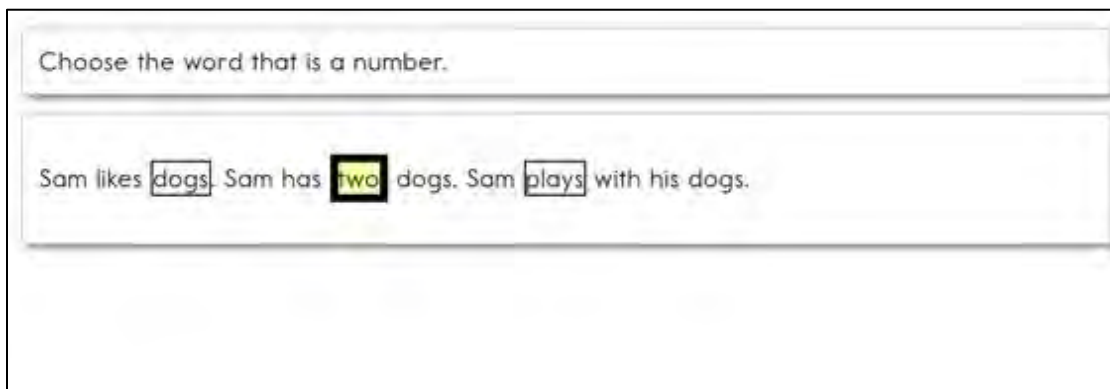 Choose the word that is a number.
Sam likes dogs. Sam has two dogs. Sam plays with his dogs.